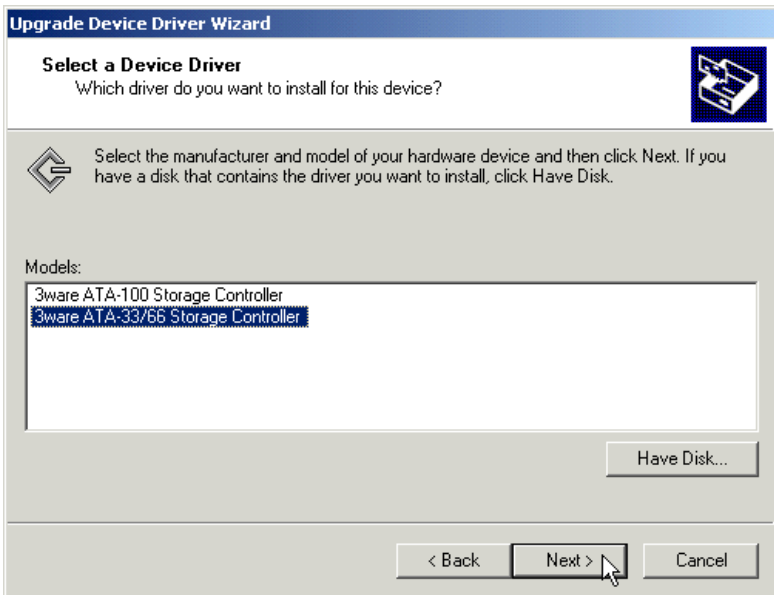 Upgrade Device Driver Wizard
Select a Device Driver
Which driver do you want to install for this device?
Select the manufacturer and model of your hardware device and then click Next. If you
have a disk that contains the driver you want to install, click Have Disk.
Models:
3ware ATA-100 Storage Controller
3ware ATA-33/66 Storage Controller
Have Disk...
< Back
Next >
Cancel